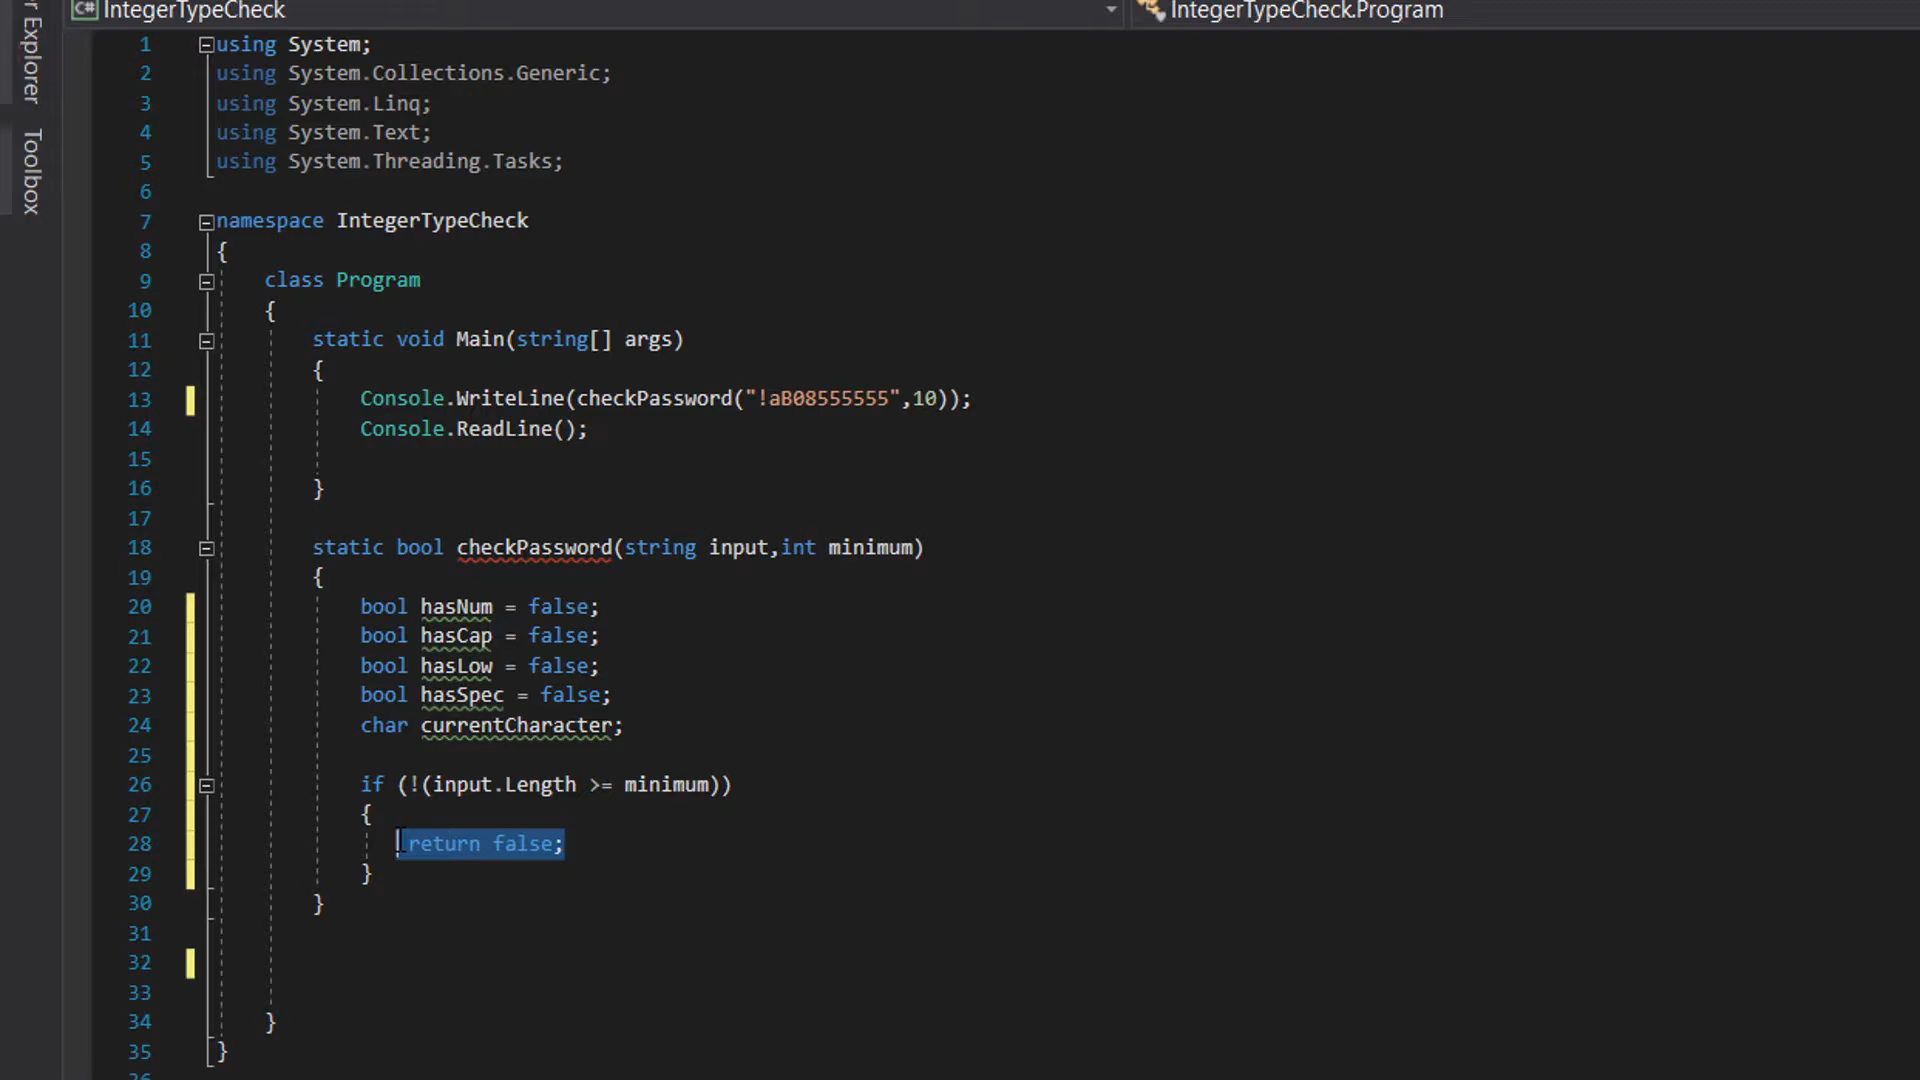 IntegerTypeCheck
IntegerTypeCheck.Program
r Explorer
Toolbox
1 using System;
2 using System.Collections.Generic;
3 using System.Linq;
4 using System.Text;
5 using System.Threading.Tasks;
6
7 namespace IntegerTypeCheck
8 {
9 class Program
10 {
11 static void Main(string[] args)
12 {
13 Console.WriteLine(checkPassword("!aB08555555",10));
14 Console.ReadLine();
15
16 }
17
18 static bool checkPassword(string input,int minimum)
19 {
20 bool hasNum = false;
21 bool hasCap = false;
22 bool hasLow = false;
23 bool hasSpec = false;
24 char currentCharacter;
25
26 if (!(input.Length >= minimum))
27 {
28 return false;
29 }
30 }
31
32
33
34 }
35 }